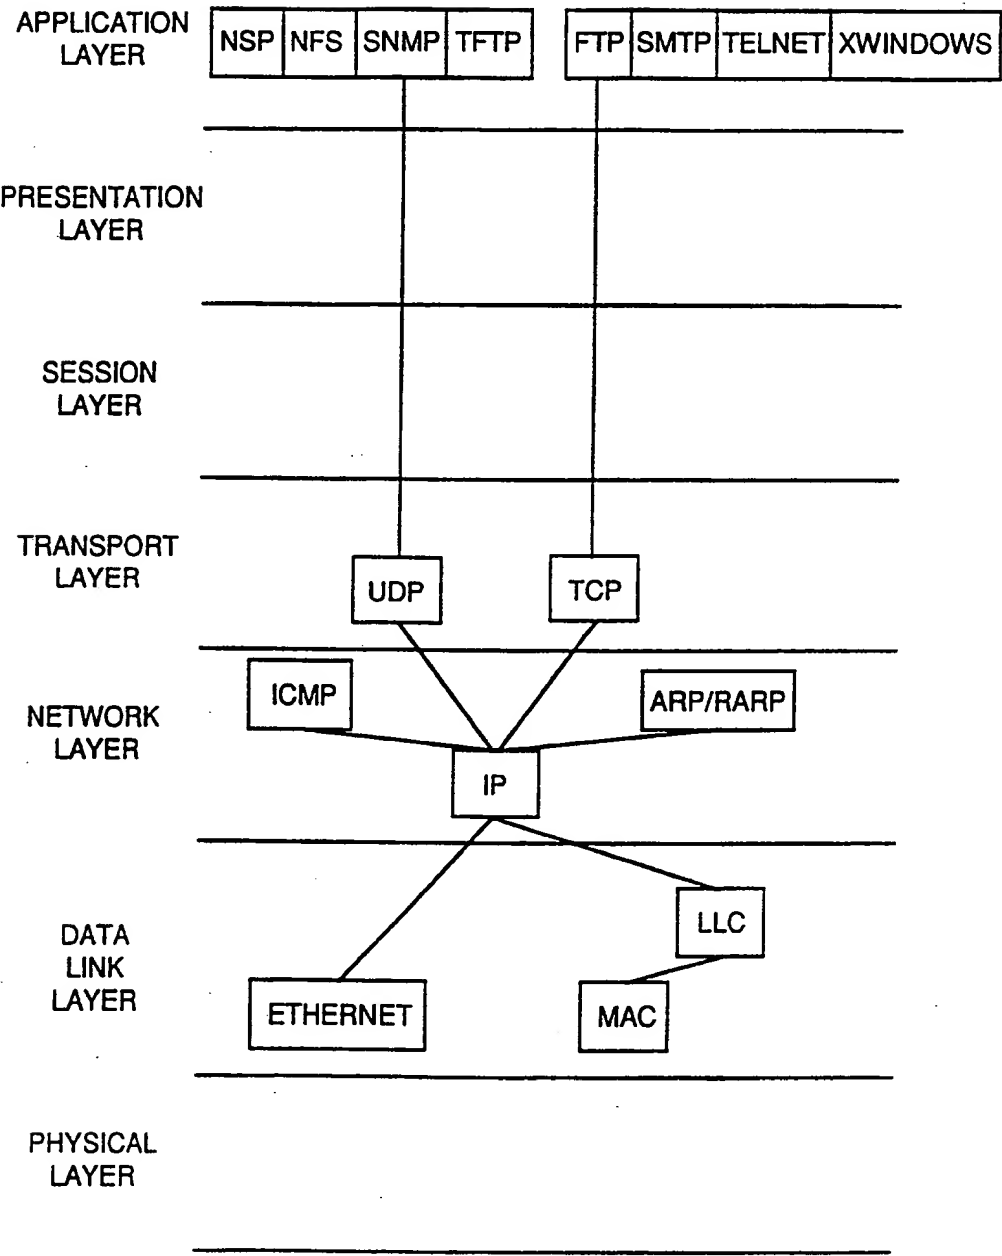 APPLICATION
LAYER
NSP NFS SNMP TFTP
FTP SMTP TELNET XWINDOWS
PRESENTATION
LAYER
SESSION
LAYER
TRANSPORT
LAYER
UDP
TCP
NETWORK
LAYER
ICMP
ARP/RARP
IP
DATA
LINK
LAYER
LLC
ETHERNET
MAC
PHYSICAL
LAYER